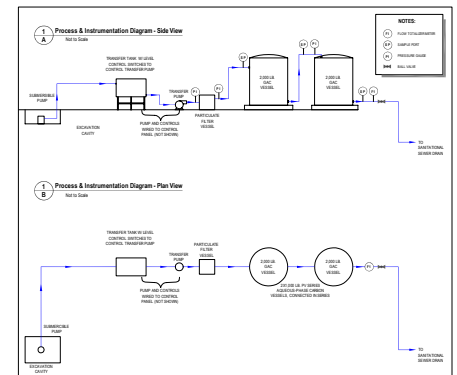 1
A
Process & Instrumentation Diagram - Side View
Not to Scale
NOTES:
FLOW TOTALIZER/METER
SP
SAMPLE PORT
PI
PRESSURE GAUGE
BALL VALVE
TRANSFER TANK W/ LEVEL
CONTROL SWITCHES TO
CONTROL TRANSFER PUMP
SUBMERSIBLE
PUMP
TRANSFER
PUMP
PARTICULATE
FILTER
VESSEL
EXCAVATION
CAVITY
PUMP AND CONTROLS
WIRED TO CONTROL
PANEL (NOT SHOWN)
2,000 LB.
GAC
VESSEL
2,000 LB.
GAC
VESSEL
TO
SANITATIONAL
SEWER DRAIN
1
B
Process & Instrumentation Diagram - Plan View
Not to Scale
TRANSFER TANK W/ LEVEL
CONTROL SWITCHES TO
CONTROL TRANSFER PUMP
TRANSFER
PUMP
PARTICULATE
FILTER
VESSEL
PUMP AND CONTROLS
WIRED TO CONTROL
PANEL (NOT SHOWN)
2,000 LB.
GAC
VESSEL
2,000 LB.
GAC
VESSEL
PV SERIES
AQUEOUS-PHASE CARBON
VESSELS, CONNECTED IN SERIES
SUBMERCIBLE
PUMP
EXCAVATION
CAVITY
TO
SANITATIONAL
SEWER DRAIN